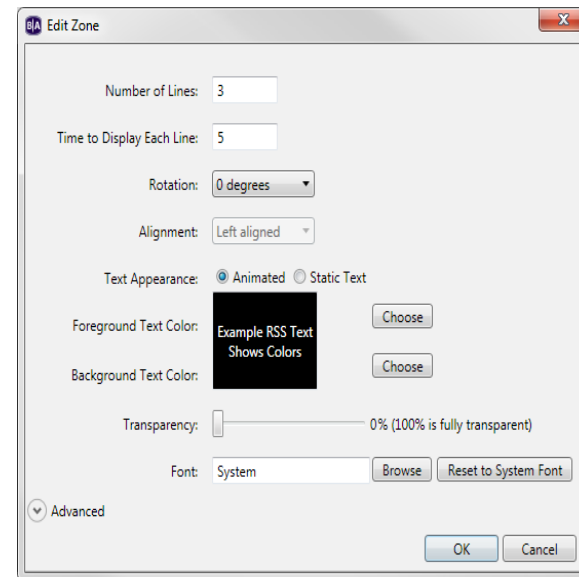 B|A Edit Zone
Number of Lines: 3
Time to Display Each Line: 5
Rotation: 0 degrees
Alignment: Left aligned
Text Appearance: Animated Static Text
Foreground Text Color: Choose
Example RSS Text
Shows Colors
Background Text Color: Choose
Transparency: 0% (100% is fully transparent)
Font: System Browse Reset to System Font
Advanced
OK Cancel